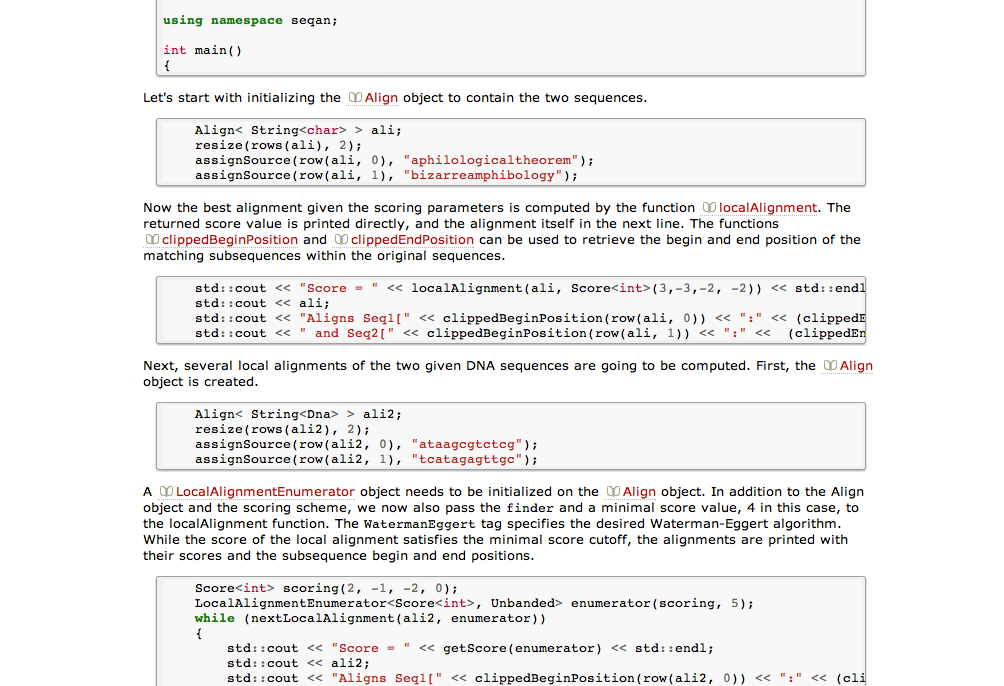 using namespace seqan;
int main()
{
Let's start with initializing the Align object to contain the two sequences.
Align< String<char> > ali;
resize(rows(ali), 2);
assignSource(row(ali, 0), "aphilologicaltheorem");
assignSource(row(ali, 1), "bizarreamphibology");
Now the best alignment given the scoring parameters is computed by the function localAlignment. The
returned score value is printed directly, and the alignment itself in the next line. The functions
clippedBeginPosition and clippedEndPosition can be used to retrieve the begin and end position of the
matching subsequences within the original sequences.
std::cout << "Score = " << localAlignment(ali, Score<int>(3,-3,-2, -2)) << std::endl
std::cout << ali;
std::cout << "Aligns Seq1[" << clippedBeginPosition(row(ali, 0)) << ":" << (clippedE
std::cout << " and Seq2[" << clippedBeginPosition(row(ali, 1)) << ":" <<  (clippedEn
Next, several local alignments of the two given DNA sequences are going to be computed. First, the Align
object is created.
Align< String<Dna> > ali2;
resize(rows(ali2), 2);
assignSource(row(ali2, 0), "ataagcgtctcg");
assignSource(row(ali2, 1), "tcatagagttgc");
A LocalAlignmentEnumerator object needs to be initialized on the Align object. In addition to the Align
object and the scoring scheme, we now also pass the finder and a minimal score value, 4 in this case, to
the localAlignment function. The WatermanEggert tag specifies the desired Waterman-Eggert algorithm.
While the score of the local alignment satisfies the minimal score cutoff, the alignments are printed with
their scores and the subsequence begin and end positions.
Score<int> scoring(2, -1, -2, 0);
LocalAlignmentEnumerator<Score<int>, Unbanded> enumerator(scoring, 5);
while (nextLocalAlignment(ali2, enumerator))
{
std::cout << "Score = " << getScore(enumerator) << std::endl;
std::cout << ali2;
std::cout << "Aligns Seq1[" << clippedBeginPosition(row(ali2, 0)) << ":" << (cli